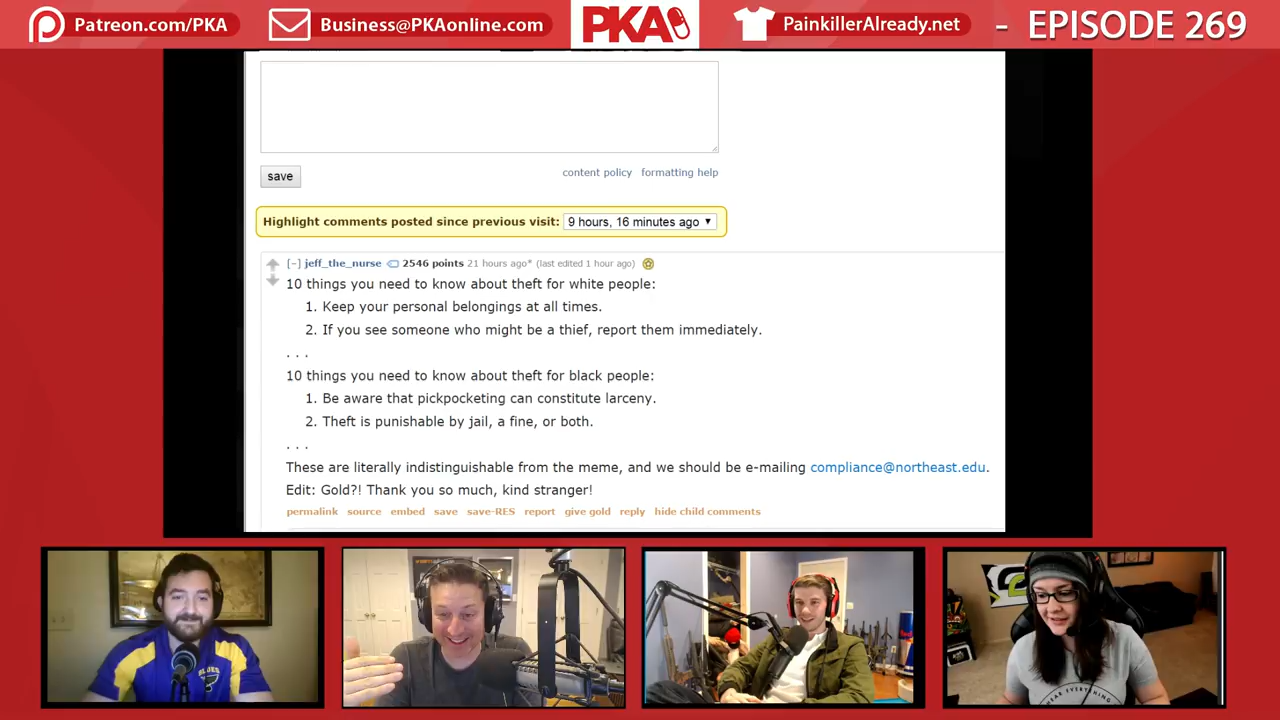 Patreon.com/PKA
Business@PKAonline.com
PKA
PainkillerAlready.net
- EPISODE 269
save
content policy formatting help
Highlight comments posted since previous visit: 9 hours, 16 minutes ago ▼
[–] jeff_the_nurse 2546 points 21 hours ago* (last edited 1 hour ago)
10 things you need to know about theft for white people:
1. Keep your personal belongings at all times.
2. If you see someone who might be a thief, report them immediately.
. . .
10 things you need to know about theft for black people:
1. Be aware that pickpocketing can constitute larceny.
2. Theft is punishable by jail, a fine, or both.
. . .
These are literally indistinguishable from the meme, and we should be e-mailing compliance@northeast.edu.
Edit: Gold?! Thank you so much, kind stranger!
permalink source embed save save-RES report give gold reply hide child comments
BLUES